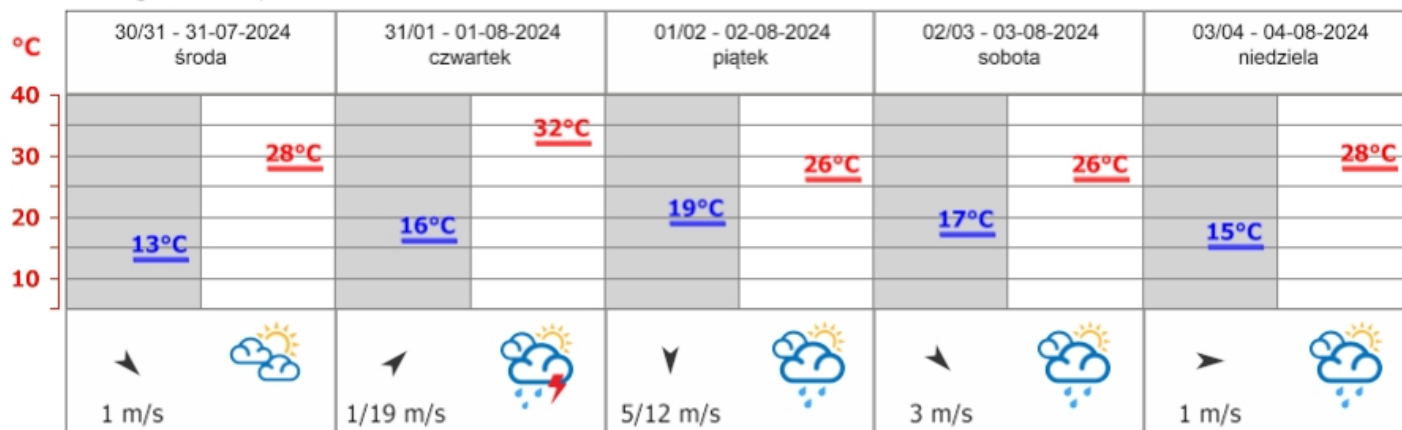 30/31 - 31-07-2024
środa
31/01 - 01-08-2024
czwartek
01/02 - 02-08-2024
piątek
02/03 - 03-08-2024
sobota
03/04 - 04-08-2024
niedziela
°C
40
30
20
10
13°C
28°C
16°C
32°C
19°C
26°C
17°C
26°C
15°C
28°C
1 m/s
1/19 m/s
5/12 m/s
3 m/s
1 m/s